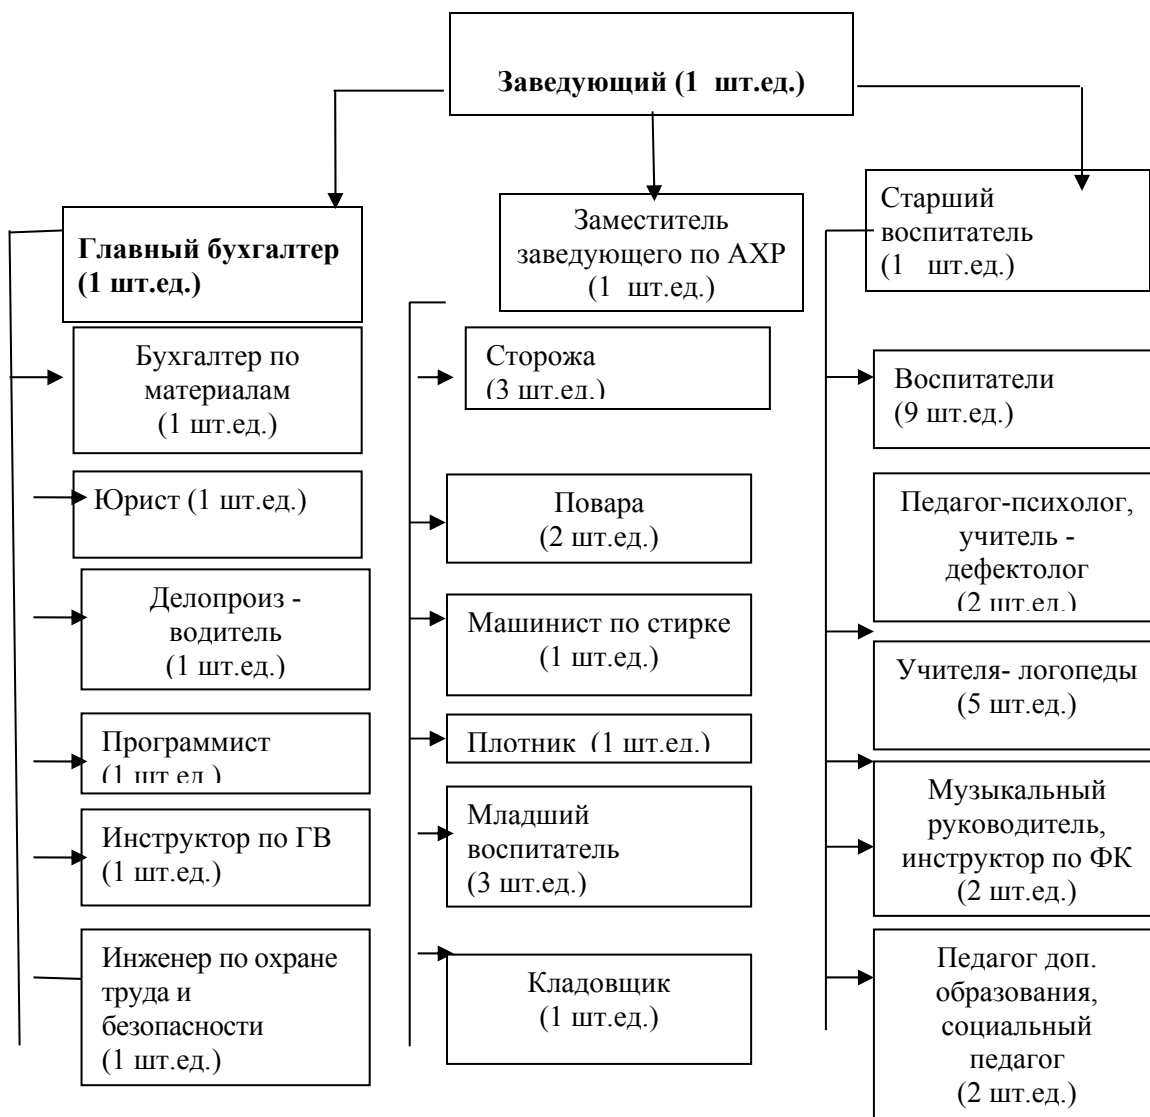 Заведующий (1 шт.ед.)
Главный бухгалтер
(1 шт.ед.)
Бухгалтер по
материалам
(1 шт.ед.)
Юрист (1 шт.ед.)
Делопроиз -
водитель
(1 шт.ед.)
Программист
(1 шт.ед.)
Инструктор по ГВ
(1 шт.ед.)
Инженер по охране
труда и
безопасности
(1 шт.ед.)
Заместитель
заведующего по АХР
(1 шт.ед.)
Сторожа
(3 шт.ед.)
Повара
(2 шт.ед.)
Машинист по стирке
(1 шт.ед.)
Плотник (1 шт.ед.)
Младший
воспитатель
(3 шт.ед.)
Кладовщик
(1 шт.ед.)
Старший
воспитатель
(1 шт.ед.)
Воспитатели
(9 шт.ед.)
Педагог-психолог,
учитель -
дефектолог
(2 шт.ед.)
Учителя- логопеды
(5 шт.ед.)
Музыкальный
руководитель,
инструктор по ФК
(2 шт.ед.)
Педагог доп.
образования,
социальный
педагог
(2 шт.ед.)